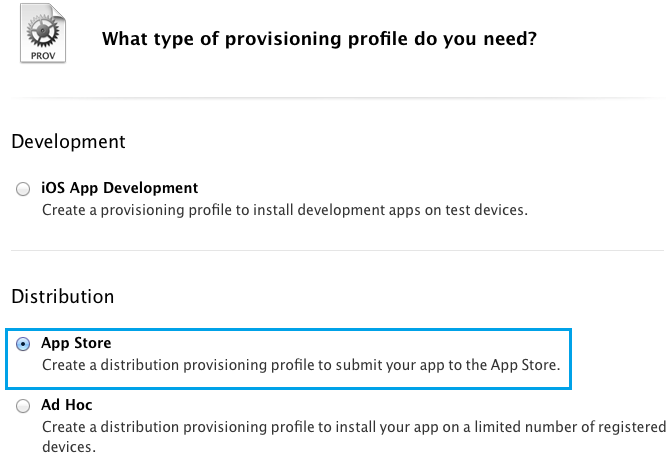 PROV
What type of provisioning profile do you need?
Development
iOS App Development
Create a provisioning profile to install development apps on test devices.
Distribution
App Store
Create a distribution provisioning profile to submit your app to the App Store.
Ad Hoc
Create a distribution provisioning profile to install your app on a limited number of registered
devices.